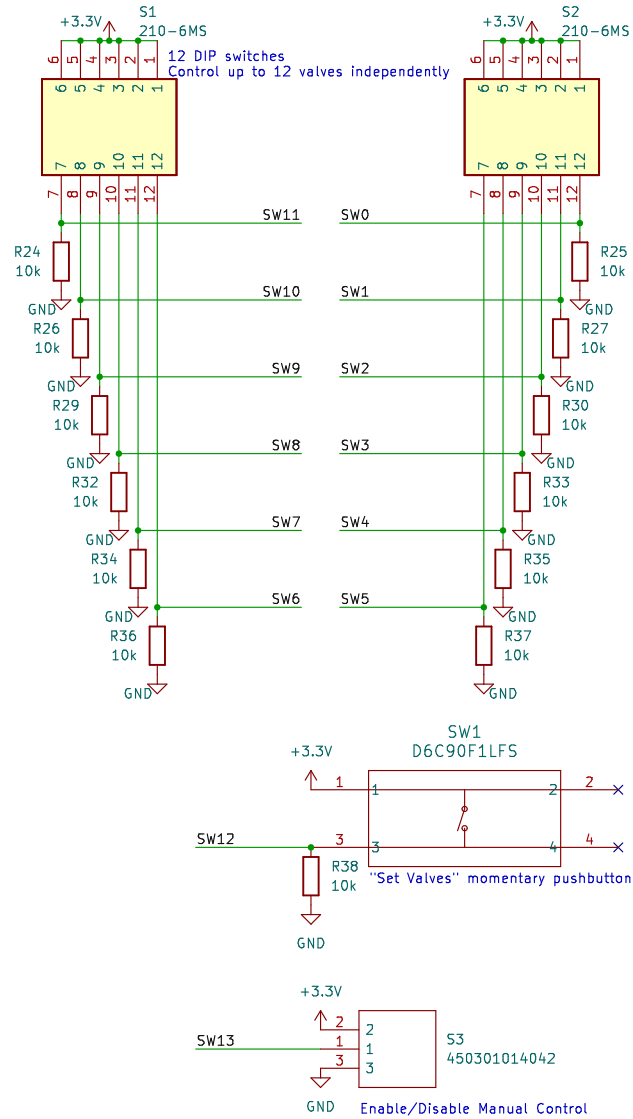 +3.3V
S1
210-6MS
12 DIP switches
Control up to 12 valves independently
6 5 4 3 2 1
6 5 4 3 2 1
7 8 9 10 11 12
7 8 9 10 11 12
+3.3V
S2
210-6MS
6 5 4 3 2 1
6 5 4 3 2 1
7 8 9 10 11 12
7 8 9 10 11 12
SW11
SW0
R24
10k
GND
R25
10k
GND
SW10
SW1
R26
10k
GND
R27
10k
GND
SW9
SW2
R29
10k
GND
R30
10k
GND
SW8
SW3
R32
10k
GND
R33
10k
GND
SW7
SW4
R34
10k
GND
R35
10k
GND
SW6
SW5
R36
10k
GND
R37
10k
GND
SW1
D6C90F1LFS
+3.3V
1 1 2 2
SW12
3 3 4 4
R38
10k
GND
"Set Valves" momentary pushbutton
+3.3V
2 2
SW13
1 1
3 3
S3
450301014042
GND
Enable/Disable Manual Control